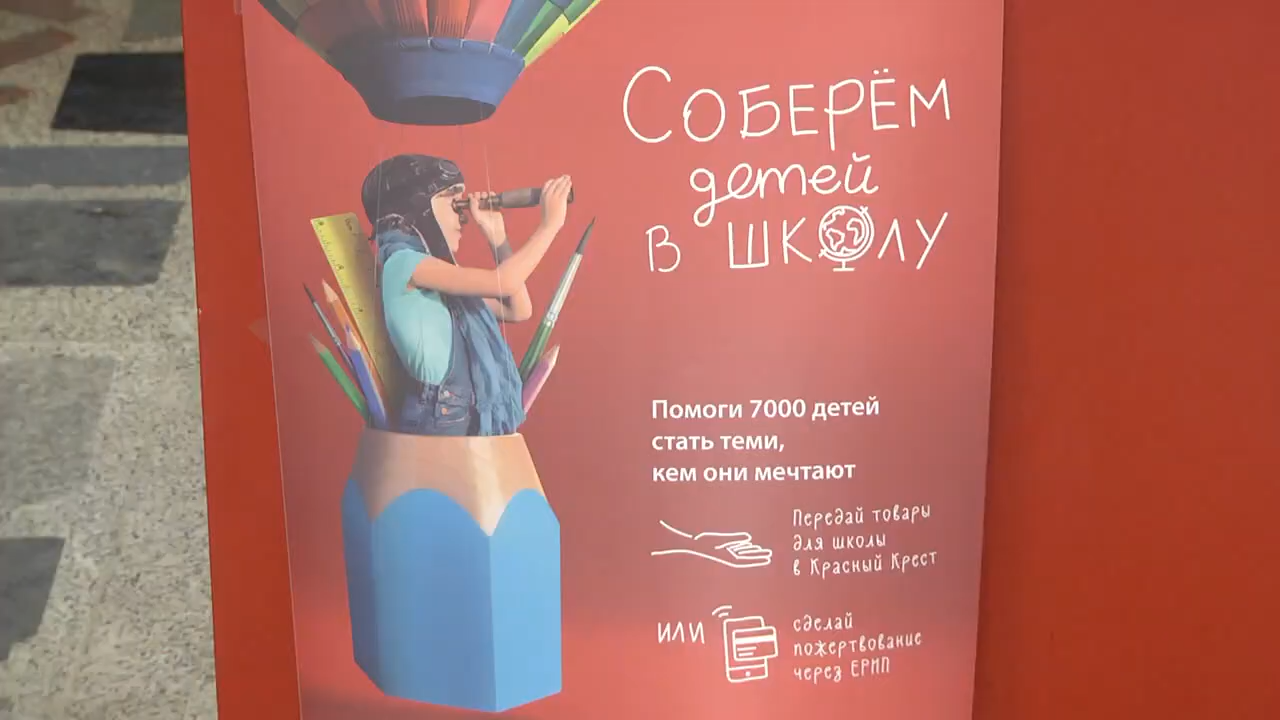 Соберём
детей
в школу
Помоги 7000 детей
стать теми,
кем они мечтают
Передай товары
для школы
в Красный Крест
или
сделай
пожертвование
через ЕРИП